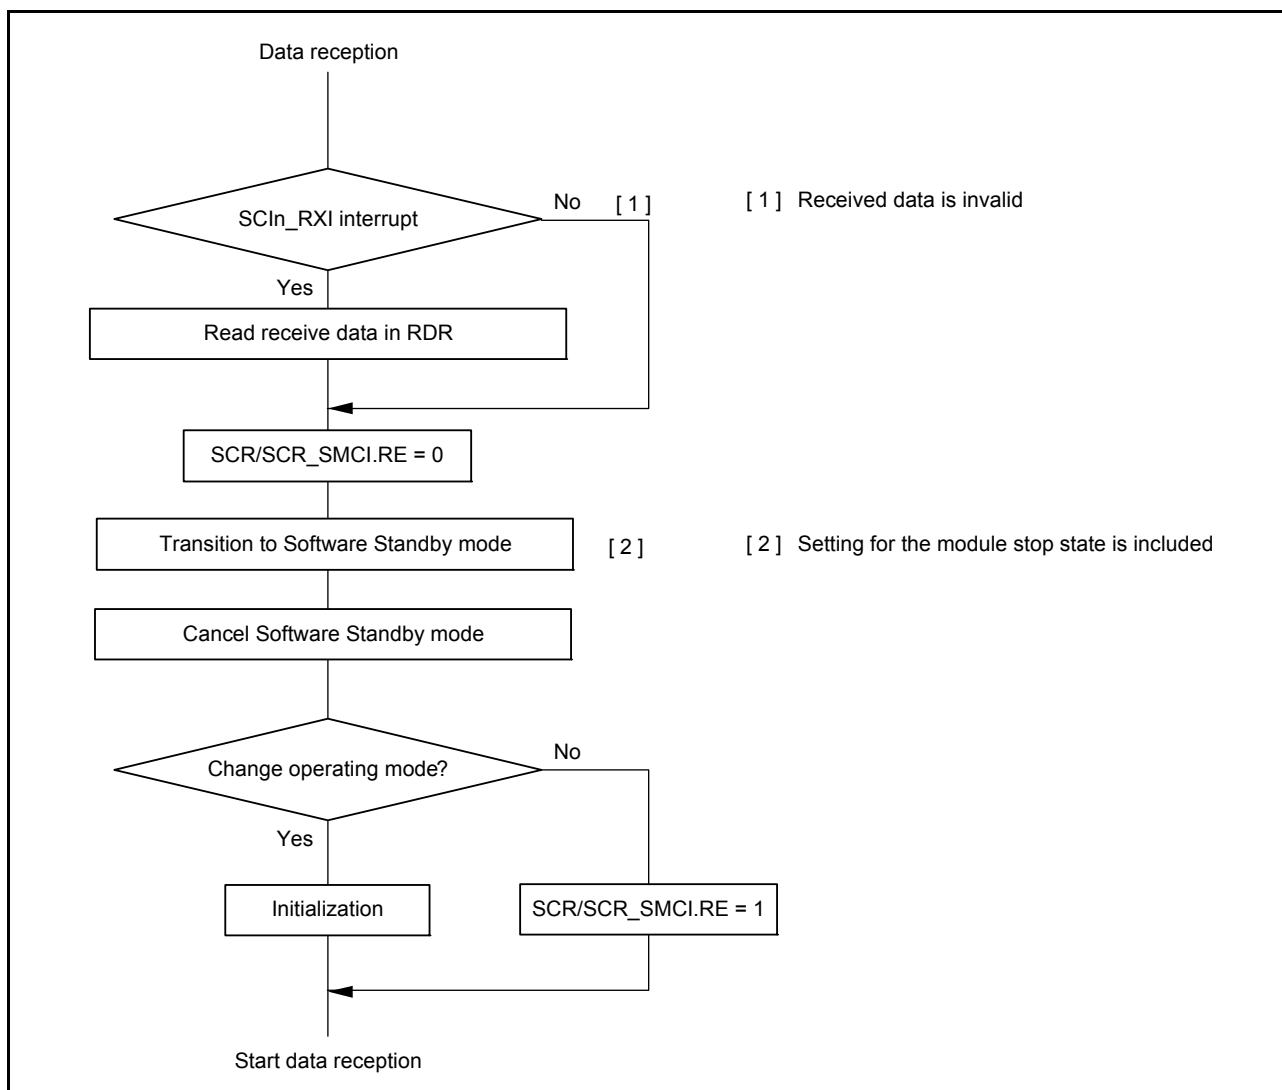 Data reception
SCIn_RXI interrupt
No [ 1 ]
[ 1 ] Received data is invalid
Yes
Read receive data in RDR
SCR/SCR_SMCI.RE = 0
Transition to Software Standby mode
[ 2 ]
[ 2 ] Setting for the module stop state is included
Cancel Software Standby mode
Change operating mode?
No
Yes
Initialization
SCR/SCR_SMCI.RE = 1
Start data reception